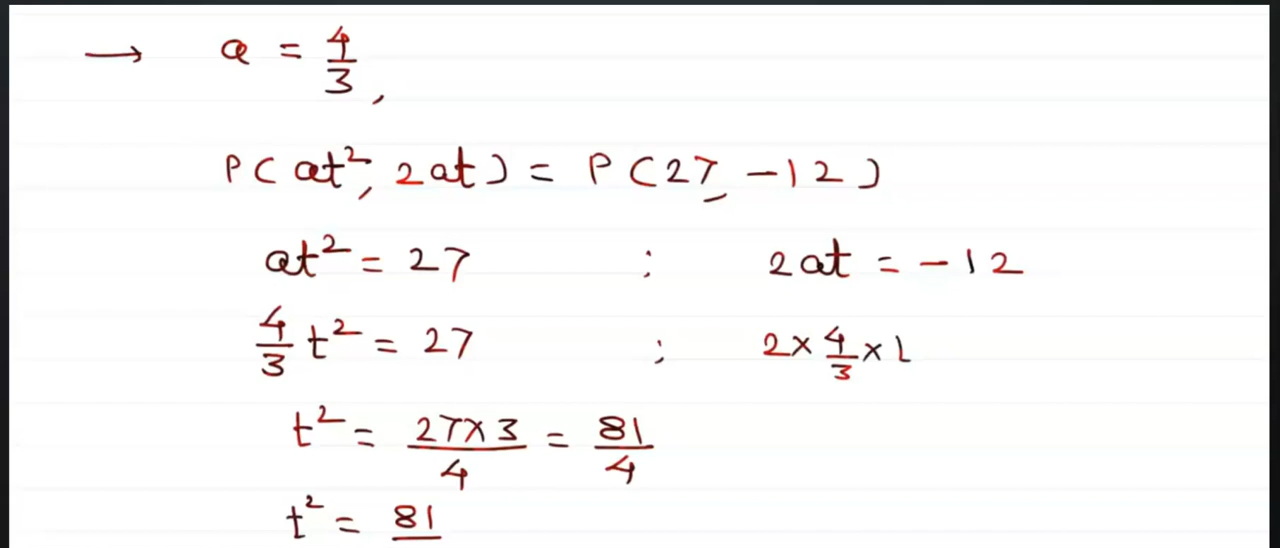 → a = 4/3,
P(at², 2at) = P(27, -12)
at² = 27 ; 2at = -12
4/3 t² = 27 ; 2 × 4/3 ×
t² = 27×3/4 = 81/4
t² = 81